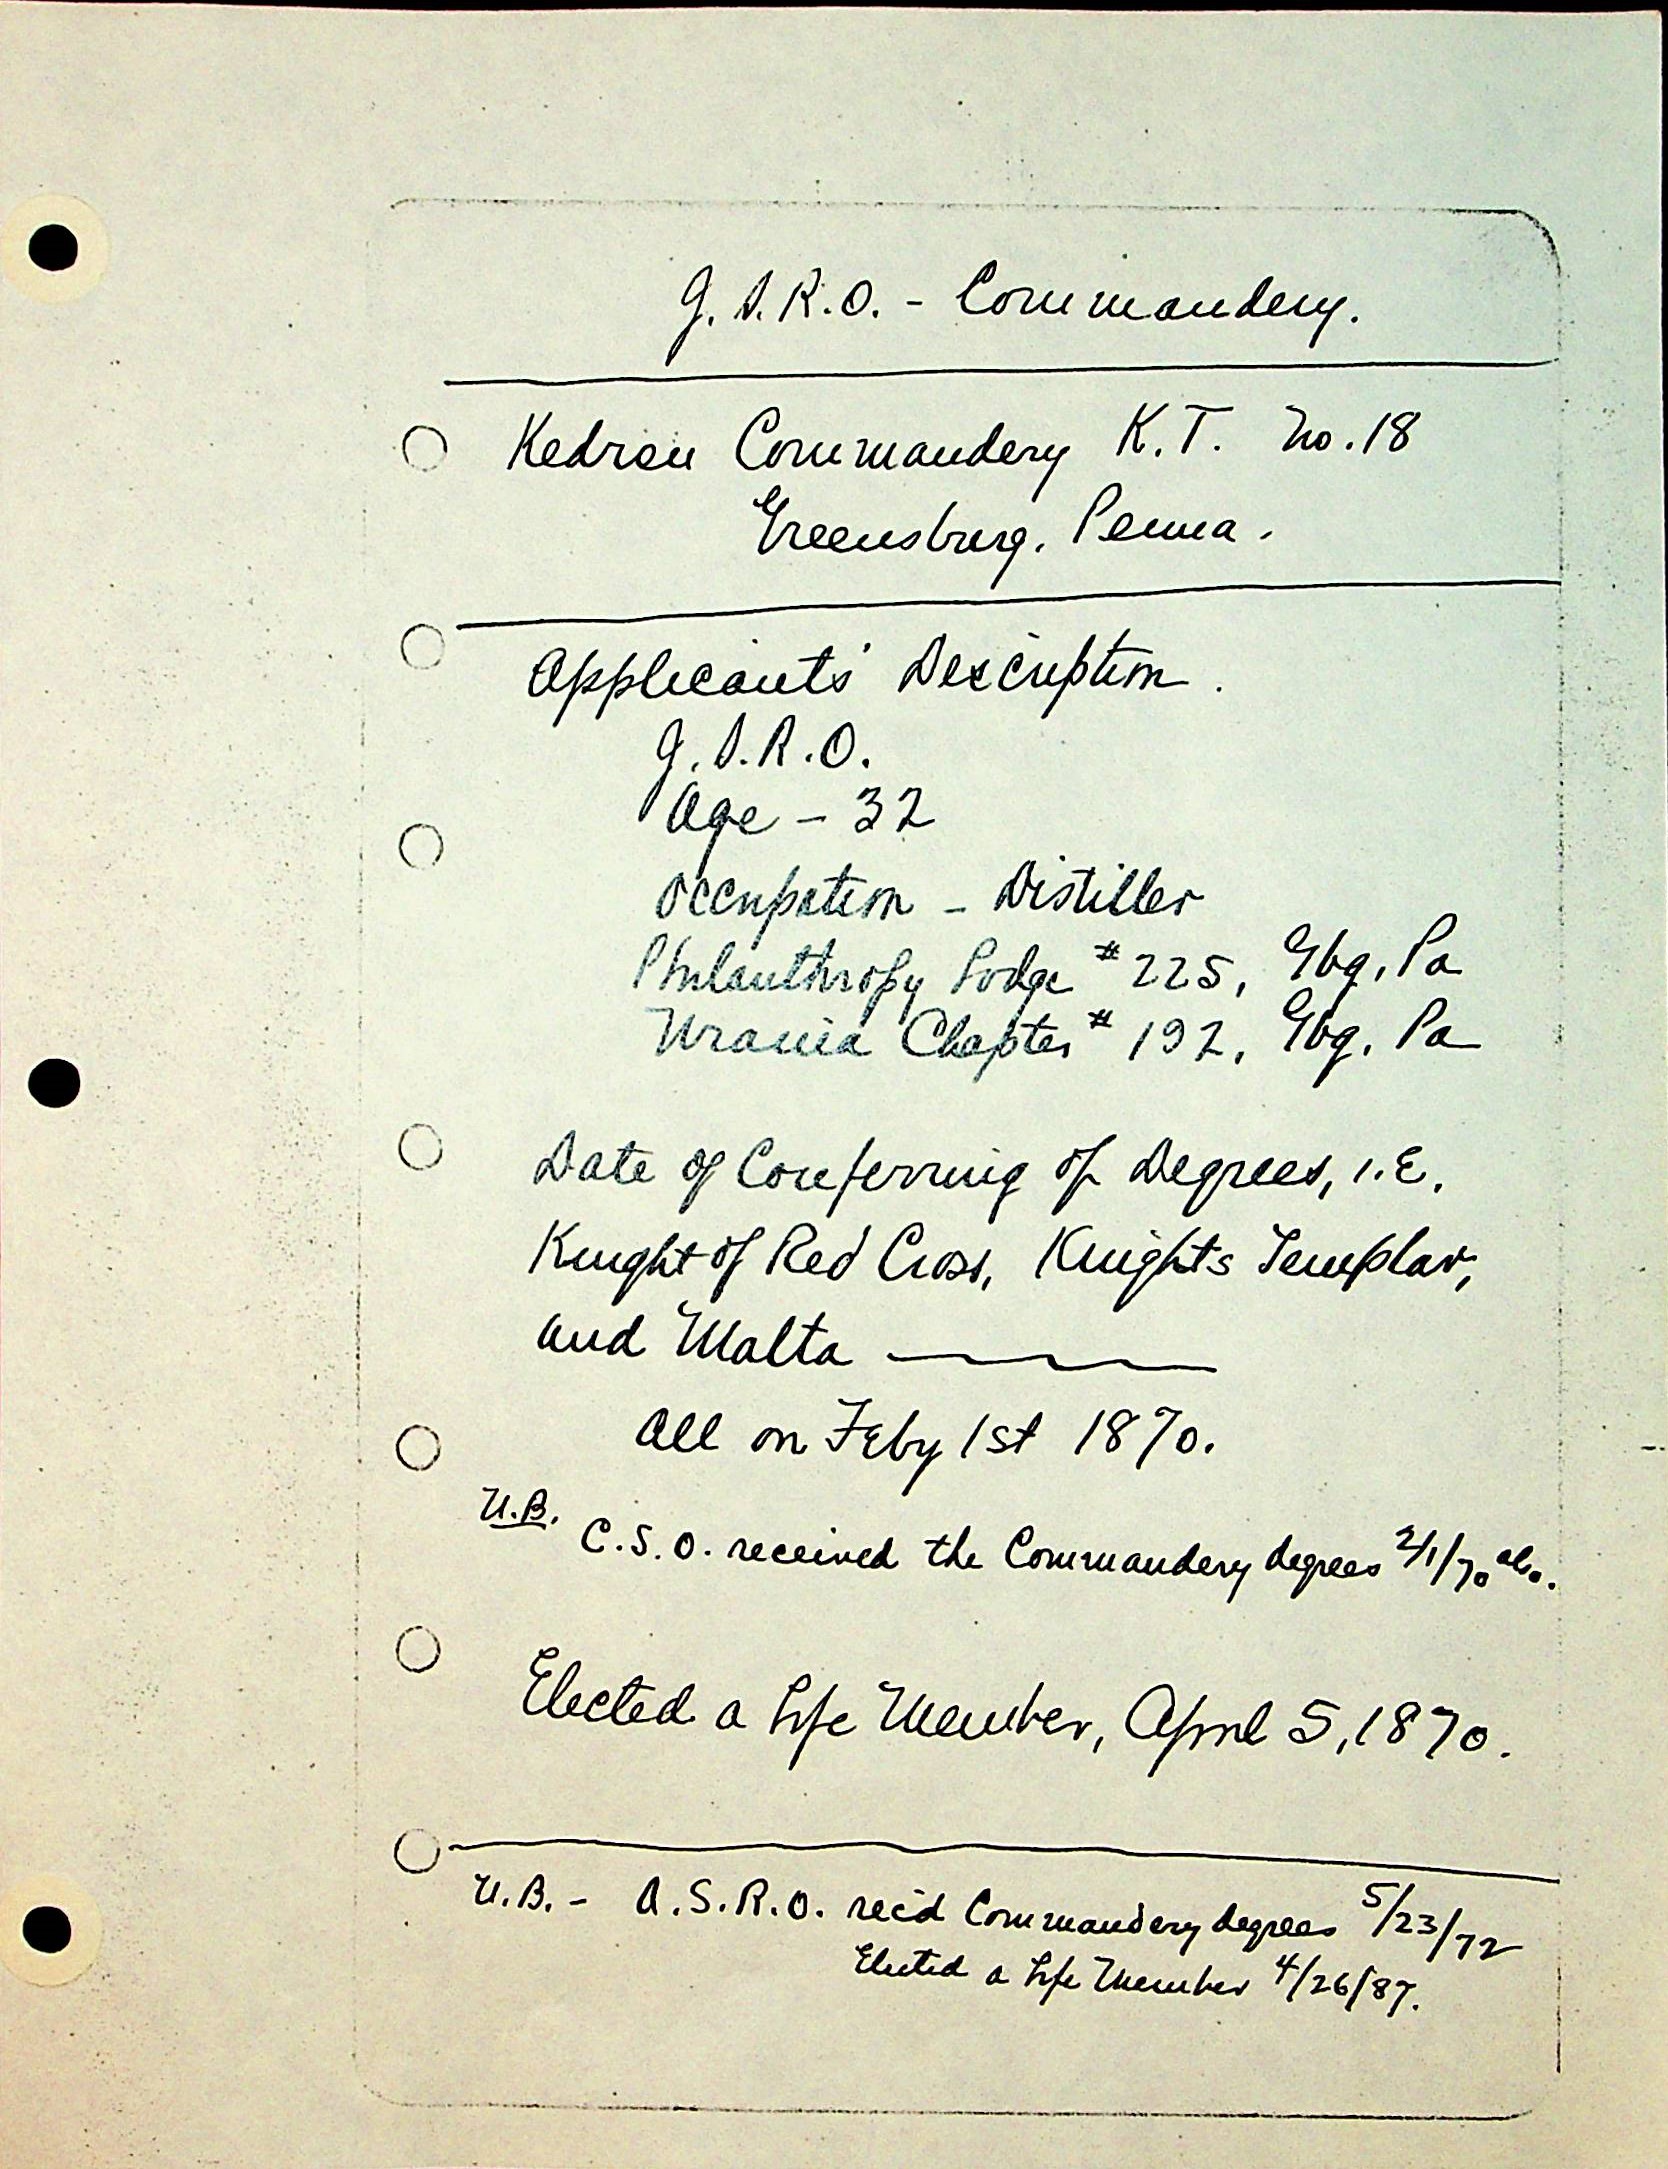 J.S.R.O. - Commandery.
Kedron Commandery K.T. No. 18
Greensburg, Penna.
Applicants' Description.
J.S.R.O.
Age - 32
Occupation - Distiller
Philanthropy Lodge # 225, Gbg, Pa
Urania Chapter # 192, Gbg, Pa
Date of Conferring of Degrees, i.e.
Knight of Red Cross, Knights Templar,
and Malta
All on Feby 1st 1870.
N.B. C.S.O. received the Commandery degrees 2/1/70 also.
Elected a Life Member, April 5, 1870.
N.B. - A.S.R.O. rec'd Commandery degrees 5/23/72
Elected a Life Member 4/26/87.